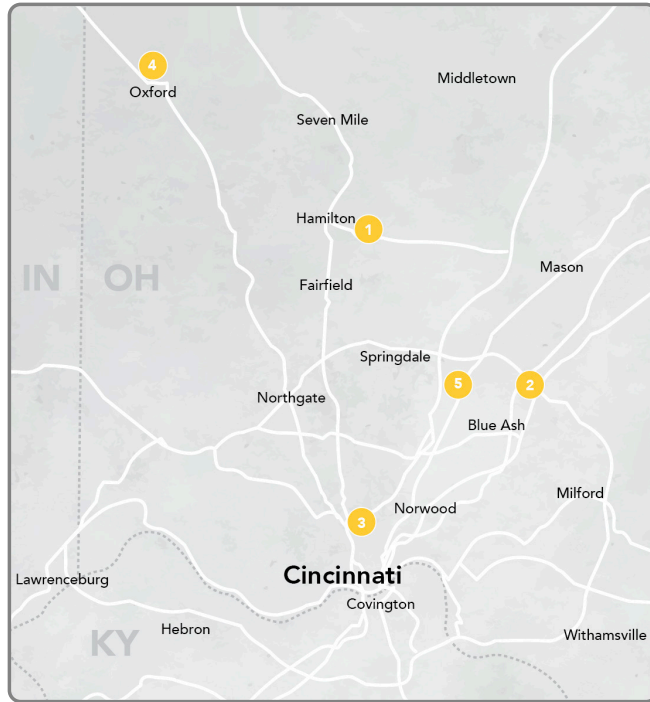 4
Oxford
Middletown
Seven Mile
Hamilton
1
IN
OH
Mason
Fairfield
Springdale
5
2
Northgate
Blue Ash
Milford
Norwood
3
Cincinnati
Lawrenceburg
Covington
Hebron
KY
Withamsville